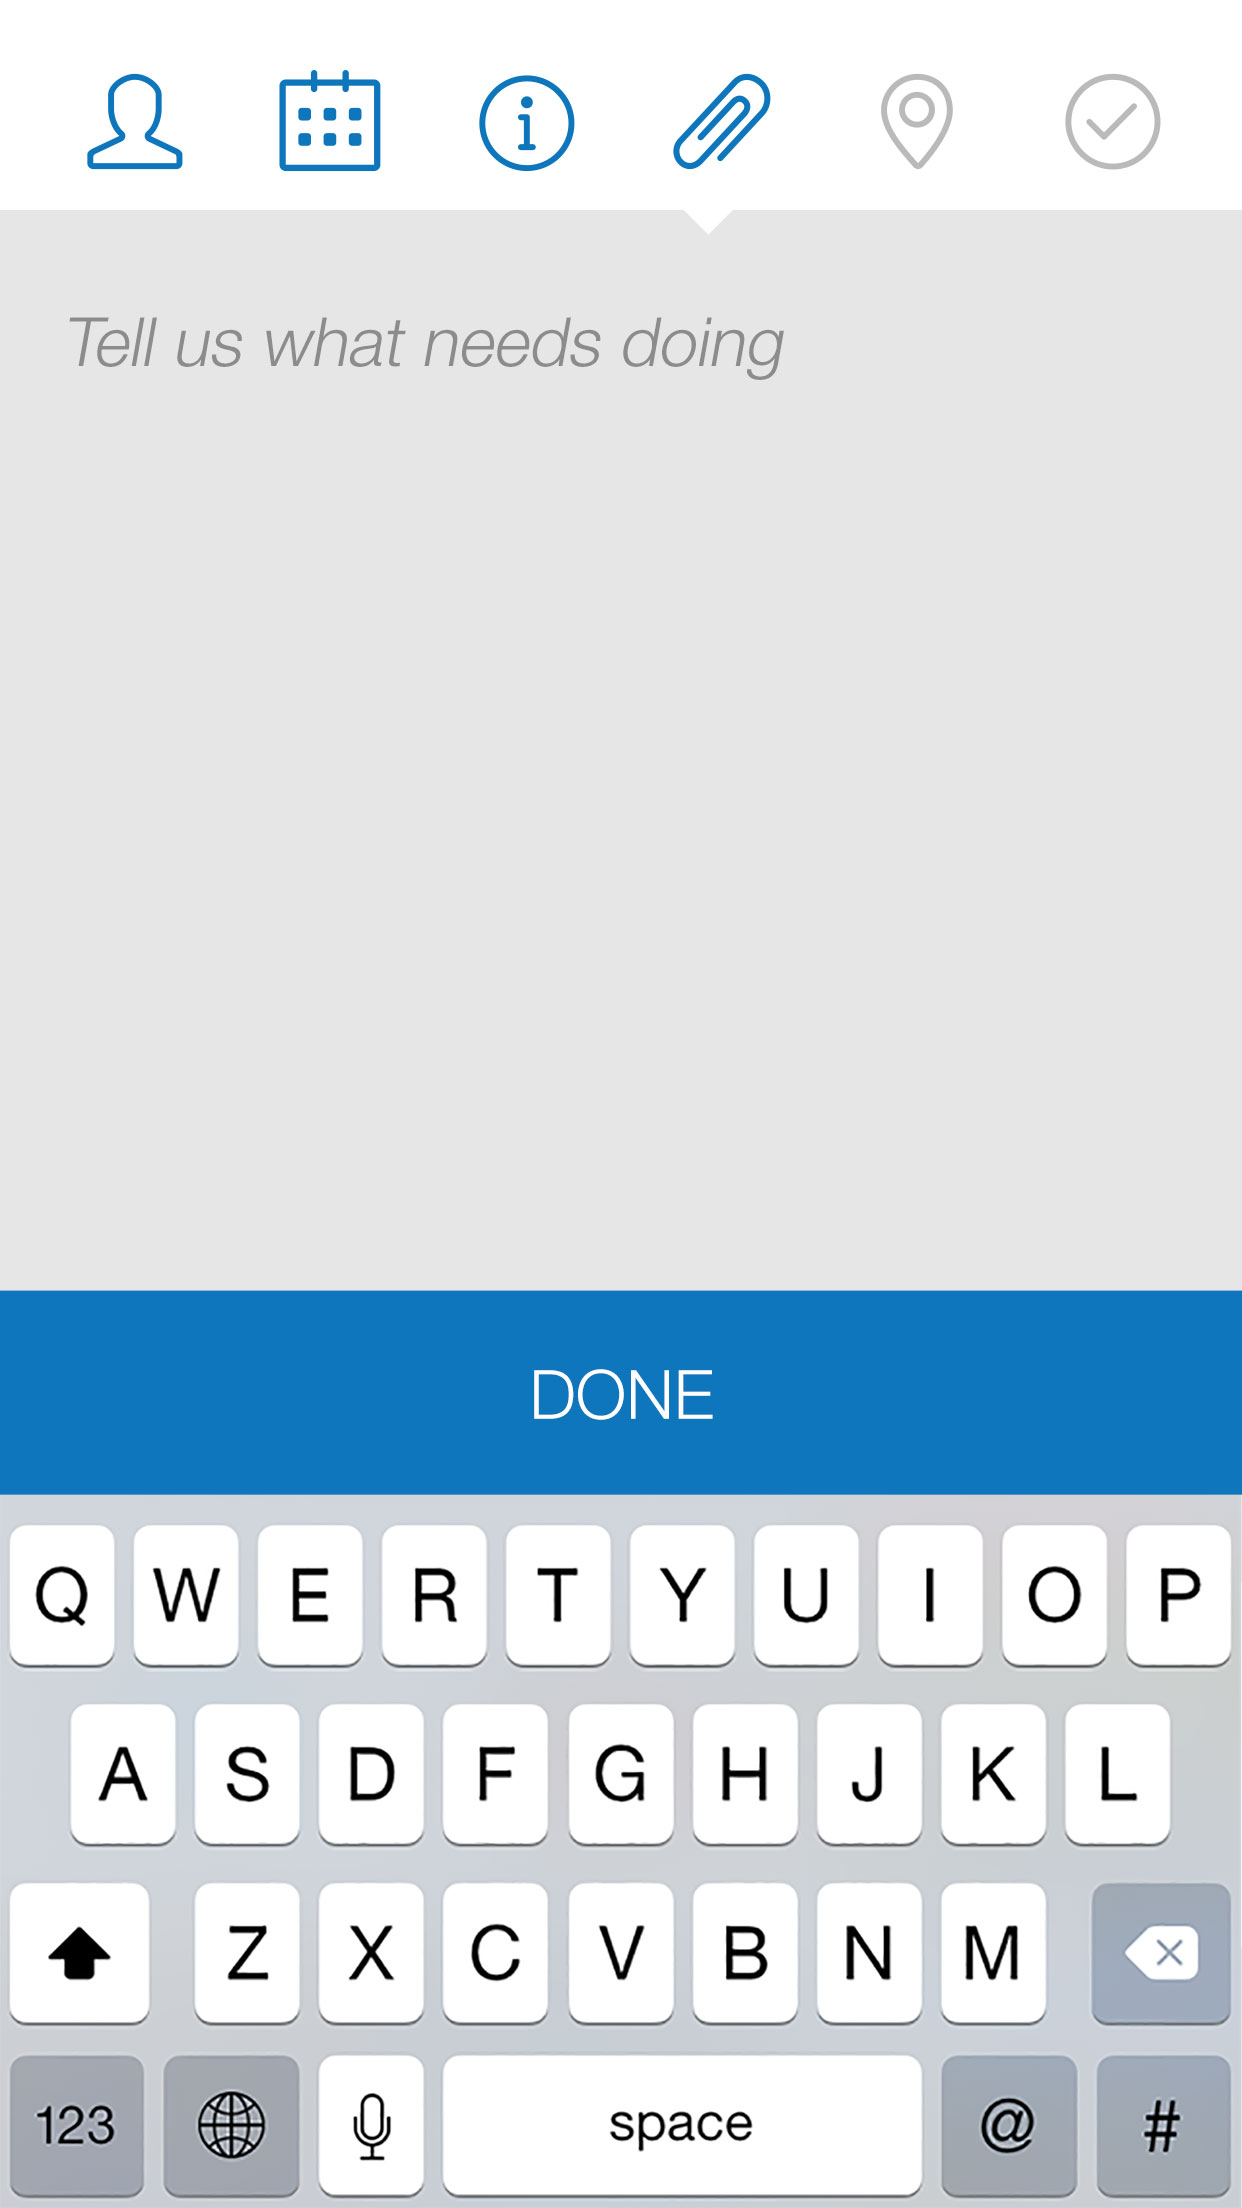 Tell us what needs doing
DONE
Q W E R T Y U I O P
A S D F G H J K L
Z X C V B N M
123 space @ #